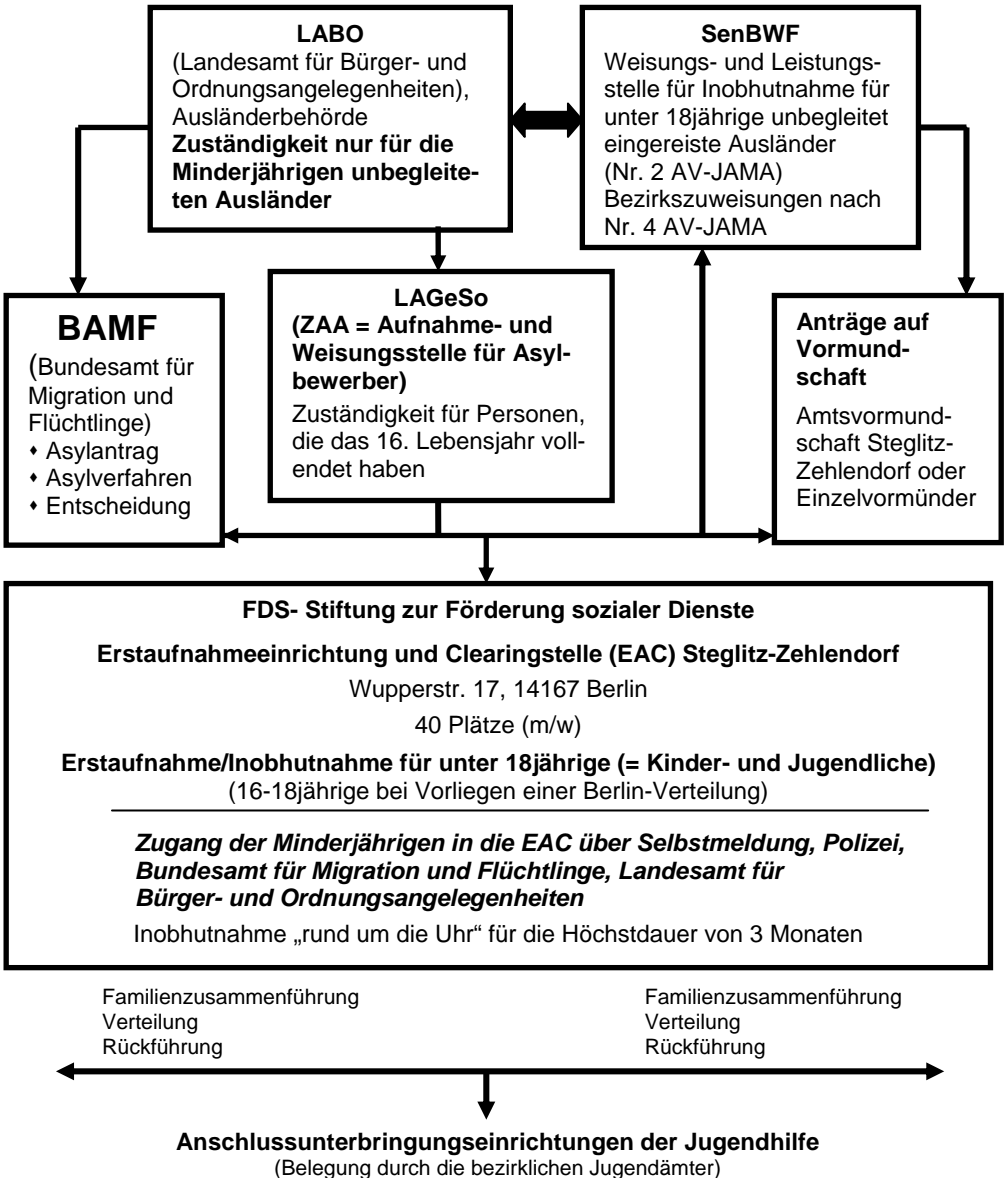 LABO
(Landesamt für Bürger- und
Ordnungsangelegenheiten),
Ausländerbehörde
Zuständigkeit nur für die
Minderjährigen unbegleite-
ten Ausländer
SenBWF
Weisungs- und Leistungs-
stelle für Inobhutnahme für
unter 18jährige unbegleitet
eingereiste Ausländer
(Nr. 2 AV-JAMA)
Bezirkszuweisungen nach
Nr. 4 AV-JAMA
BAMF
(Bundesamt für
Migration und
Flüchtlinge)
⬧ Asylantrag
⬧ Asylverfahren
⬧ Entscheidung
LAGeSo
(ZAA = Aufnahme- und
Weisungsstelle für Asyl-
bewerber)
Zuständigkeit für Personen,
die das 16. Lebensjahr voll-
endet haben
Anträge auf
Vormund-
schaft
Amtsvormund-
schaft Steglitz-
Zehlendorf oder
Einzelvormünder
FDS- Stiftung zur Förderung sozialer Dienste
Erstaufnahmeeinrichtung und Clearingstelle (EAC) Steglitz-Zehlendorf
Wupperstr. 17, 14167 Berlin
40 Plätze (m/w)
Erstaufnahme/Inobhutnahme für unter 18jährige (= Kinder- und Jugendliche)
(16-18jährige bei Vorliegen einer Berlin-Verteilung)
Zugang der Minderjährigen in die EAC über Selbstmeldung, Polizei,
Bundesamt für Migration und Flüchtlinge, Landesamt für
Bürger- und Ordnungsangelegenheiten
Inobhutnahme „rund um die Uhr“ für die Höchstdauer von 3 Monaten
Familienzusammenführung
Verteilung
Rückführung
Familienzusammenführung
Verteilung
Rückführung
Anschlussunterbringungseinrichtungen der Jugendhilfe
(Belegung durch die bezirklichen Jugendämter)